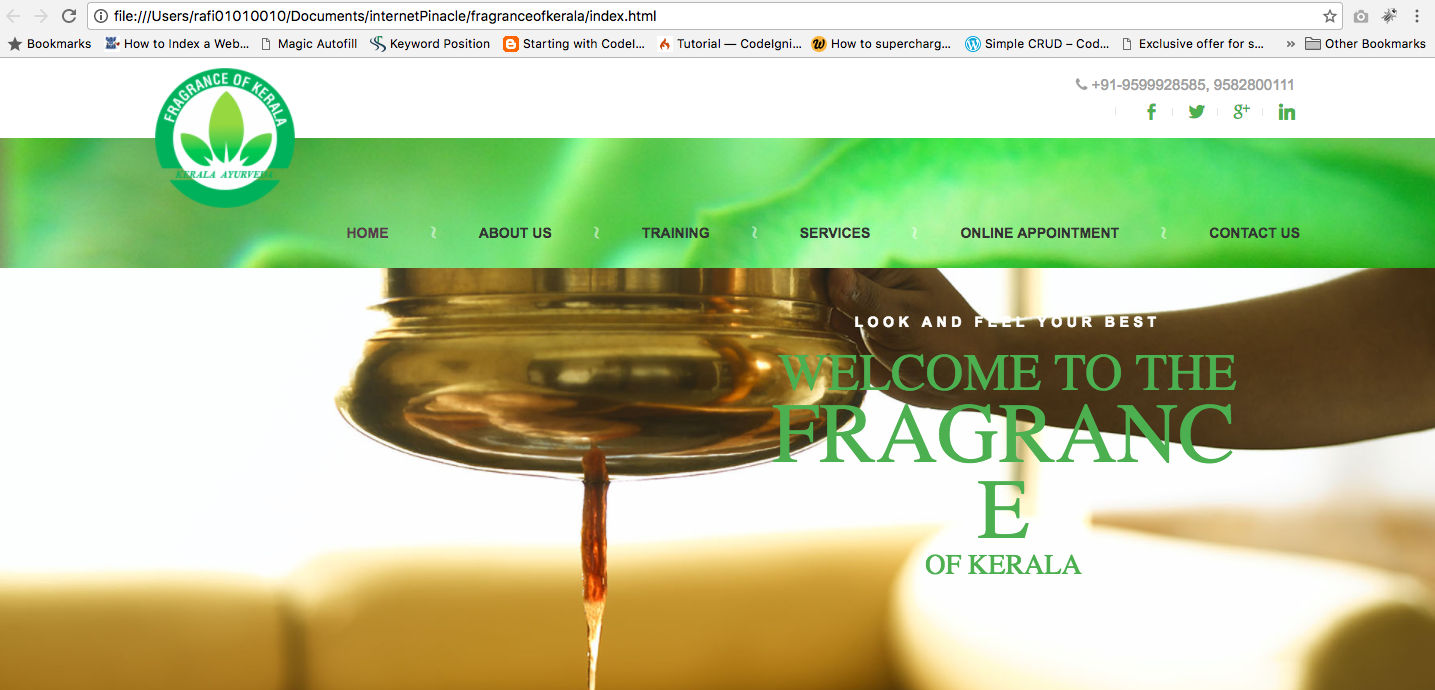 file:///Users/rafi01010010/Documents/internetPinacle/fragranceofkerala/index.html
Bookmarks How to Index a Web... Magic Autofill Keyword Position Starting with CodeI... Tutorial — CodeIgni... How to supercharg... Simple CRUD – Cod... Exclusive offer for s... » Other Bookmarks
FRAGRANCE OF KERALA
KERALA AYURVEDA
+91-9599928585, 9582800111
HOME ABOUT US TRAINING SERVICES ONLINE APPOINTMENT CONTACT US
LOOK AND FEEL YOUR BEST
WELCOME TO THE
FRAGRANC
E
OF KERALA